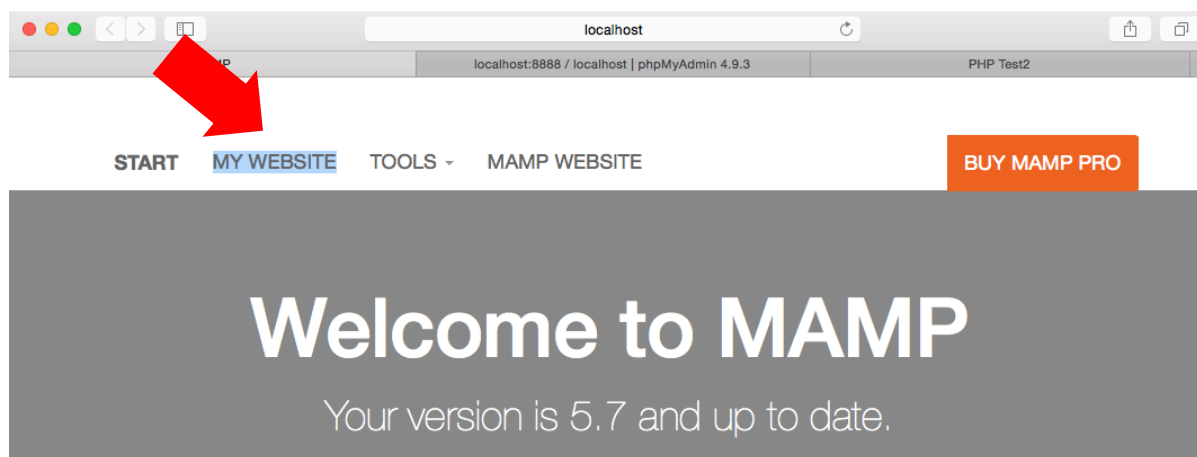 localhost
localhost:8888 / localhost | phpMyAdmin 4.9.3
PHP Test2
START MY WEBSITE TOOLS MAMP WEBSITE BUY MAMP PRO
Welcome to MAMP
Your version is 5.7 and up to date.